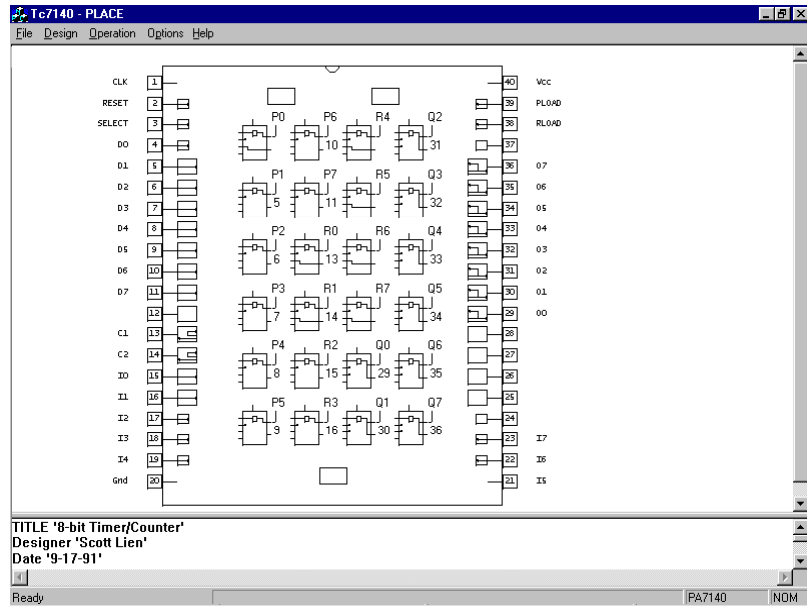 Tc7140 - PLACE
File Design Operation Options Help
CLK 1 40 Vcc
RESET 2 39 PLOAD
SELECT 3 38 RLOAD
P0 P6 R4 Q2
D0 4 10 31 37
D1 5 36 O7
P1 P7 R5 Q3
D2 6 35 O6
5 11 32
D3 7 34 O5
D4 8 33 O4
P2 R0 R6 Q4
D5 9 32 O3
6 13 33
D6 10 31 O2
D7 11 30 O1
P3 R1 R7 Q5
12 29 O0
7 14 34
C1 13 28
P4 R2 Q0 Q6
C2 14 27
I0 15 8 15 29 35 26
I1 16 25
P5 R3 Q1 Q7
I2 17 24
9 16 30 36
I3 18 23 I7
I4 19 22 I6
Gnd 20 21 I5
TITLE '8-bit Timer/Counter'
Designer 'Scott Lien'
Date '9-17-91'
Ready PA7140 NOM